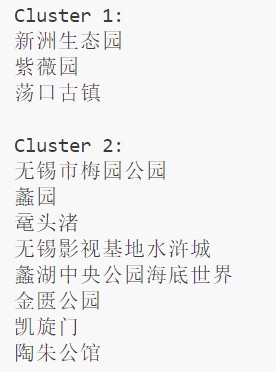 Cluster 1:
新洲生态园
紫薇园
荡口古镇
Cluster 2:
无锡市梅园公园
蠡园
鼋头渚
无锡影视基地水浒城
蠡湖中央公园海底世界
金匮公园
凯旋门
陶朱公馆